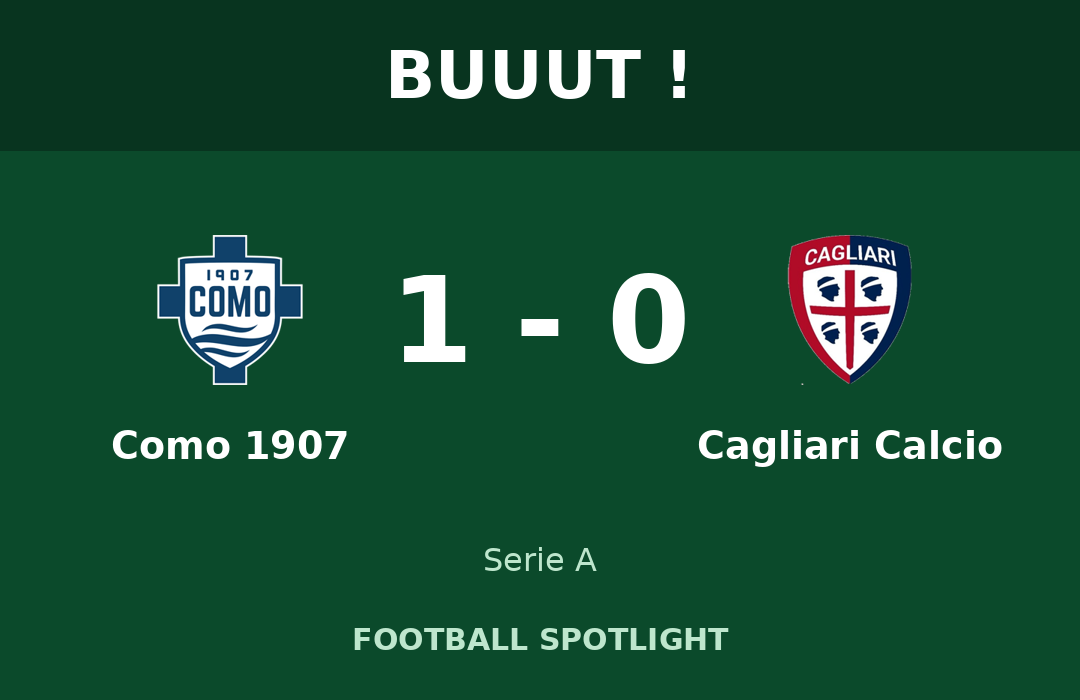 BUUUT !
1907
COMO
CAGLIARI
1 - 0
Como 1907
Cagliari Calcio
Serie A
FOOTBALL SPOTLIGHT